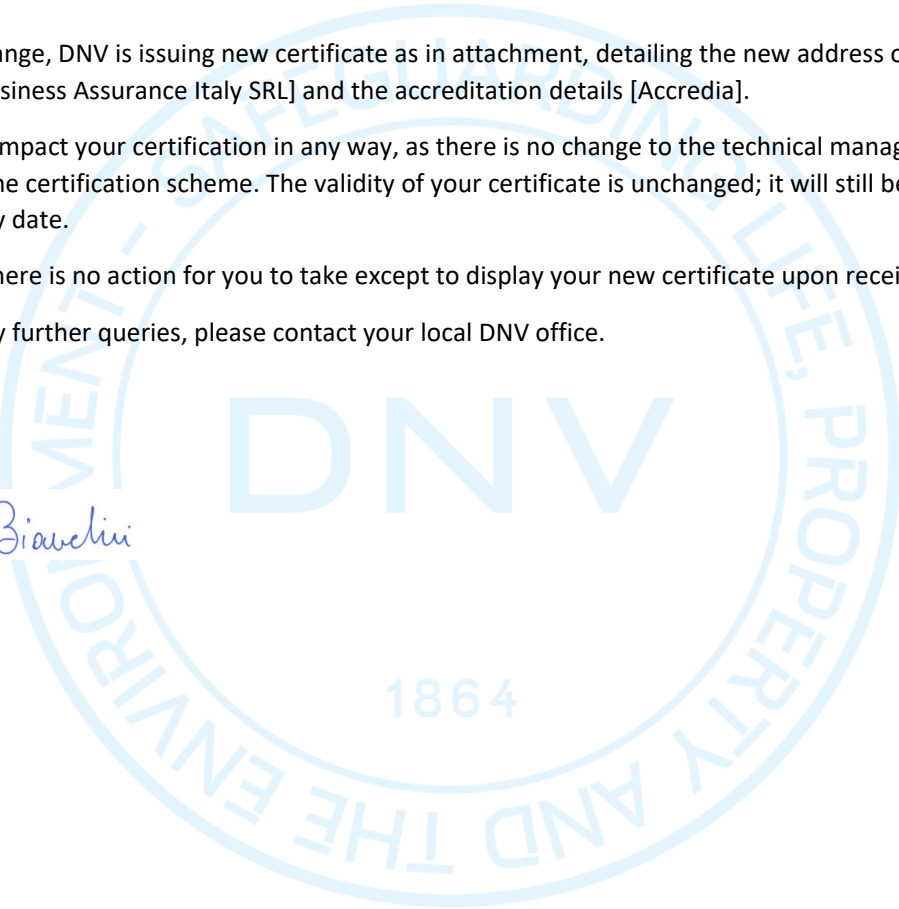 ange, DNV is issuing new certificate as in attachment, detailing the new address o
siness Assurance Italy SRL] and the accreditation details [Accredia].
mpact your certification in any way, as there is no change to the technical manag
ne certification scheme. The validity of your certificate is unchanged; it will still be
y date.
here is no action for you to take except to display your new certificate upon recei
y further queries, please contact your local DNV office.
SAFEGUARDING LIFE, PROPERTY AND THE ENVIRONMENT -
DNV
Biavelini
1864